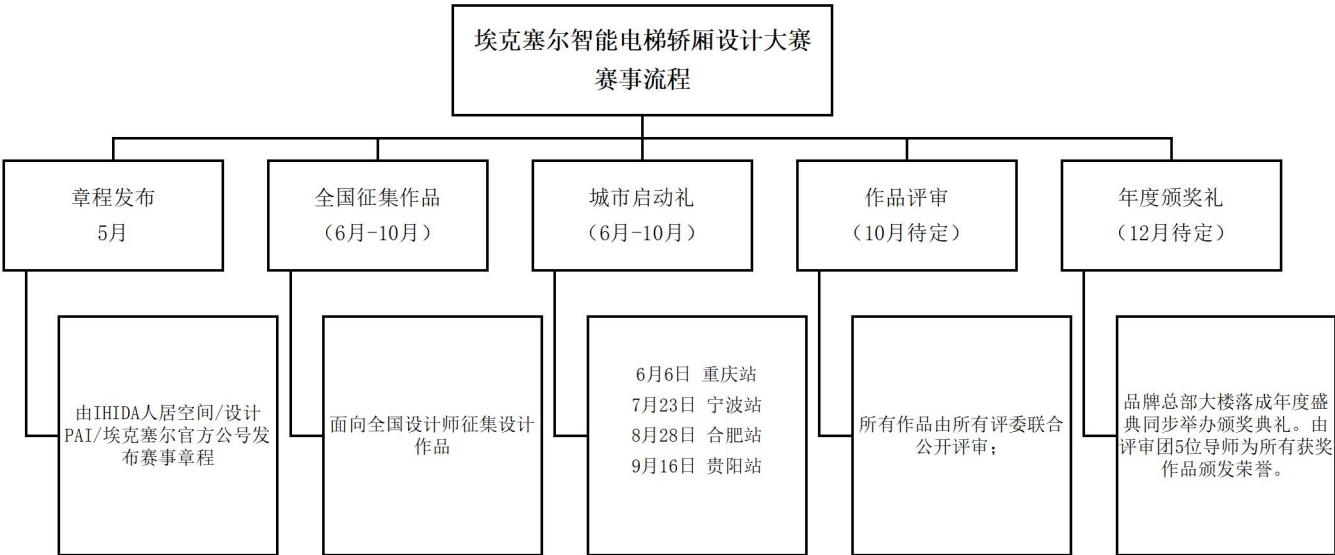 埃克塞尔智能电梯轿厢设计大赛
赛事流程
章程发布
5月
全国征集作品
（6月-10月）
城市启动礼
（6月-10月）
作品评审
（10月待定）
年度颁奖礼
（12月待定）
由IHIDA人居空间/设计
PAI/埃克塞尔官方公号发
布赛事章程
面向全国设计师征集设计
作品
6月6日 重庆站
7月23日 宁波站
8月28日 合肥站
9月16日 贵阳站
所有作品由所有评委联合
公开评审；
品牌总部大楼落成年度盛
典同步举办颁奖典礼。由
评审团5位导师为所有获奖
作品颁发荣誉。